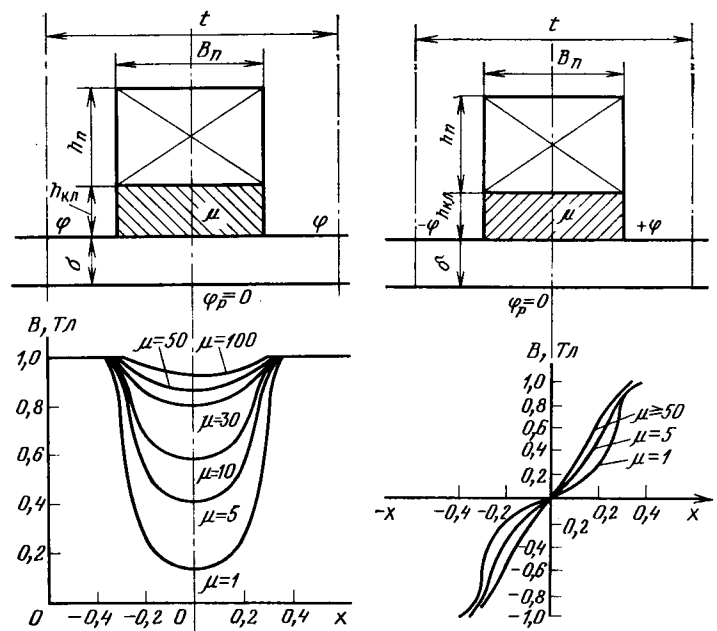 t
Bп
hп
hкл
μ
φ
φ
δ
φp=0
t
Bп
hп
hкл
μ
-φ
+φ
δ
φp=0
B, Тл
μ=50
μ=100
1,0
0,8
0,6
0,4
0,2
0
μ=30
μ=10
μ=5
μ=1
-0,4
-0,2
0
0,2
0,4
x
B, Тл
1,0
0,8
0,6
0,4
0,2
μ≥50
μ=5
μ=1
-x
-0,4
-0,2
0
0,2
0,4
x
-0,4
-0,6
-0,8
-1,0